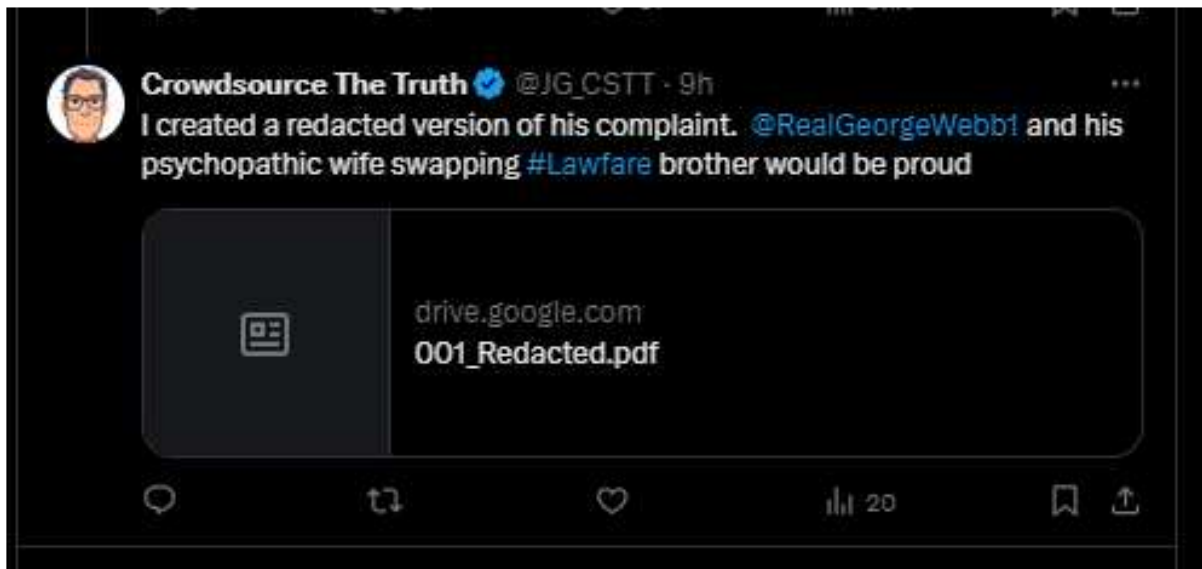 Crowdsource The Truth @JG_CSTT · 9h
I created a redacted version of his complaint. @RealGeorgeWebb1 and his
psychopathic wife swapping #Lawfare brother would be proud
drive.google.com
001_Redacted.pdf
20